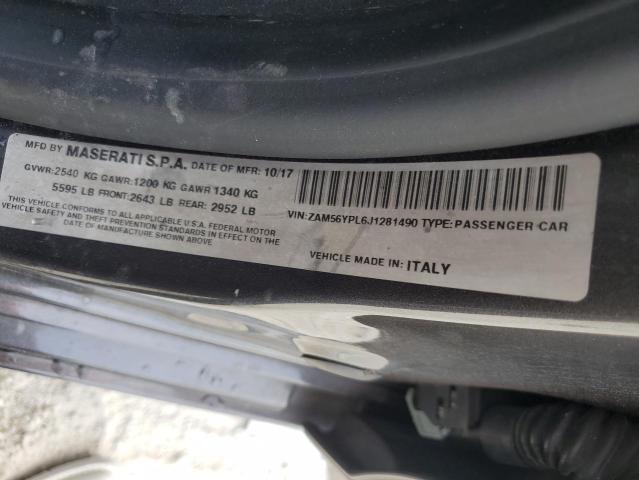 MFD BY MASERATI S.P.A. DATE OF MFR: 10/17
GVWR:2540 KG GAWR:1200 KG GAWR 1340 KG
5595 LB FRONT:2643 LB REAR: 2952 LB
THIS VEHICLE CONFORMS TO ALL APPLICABLE U.S.A. FEDERAL MOTOR
VEHICLE SAFETY AND THEFT PREVENTION STANDARDS IN EFFECT ON THE
DATE OF MANUFACTURE SHOWN ABOVE
VIN:ZAM56YPL6J1281490 TYPE:PASSENGER CAR
VEHICLE MADE IN: ITALY